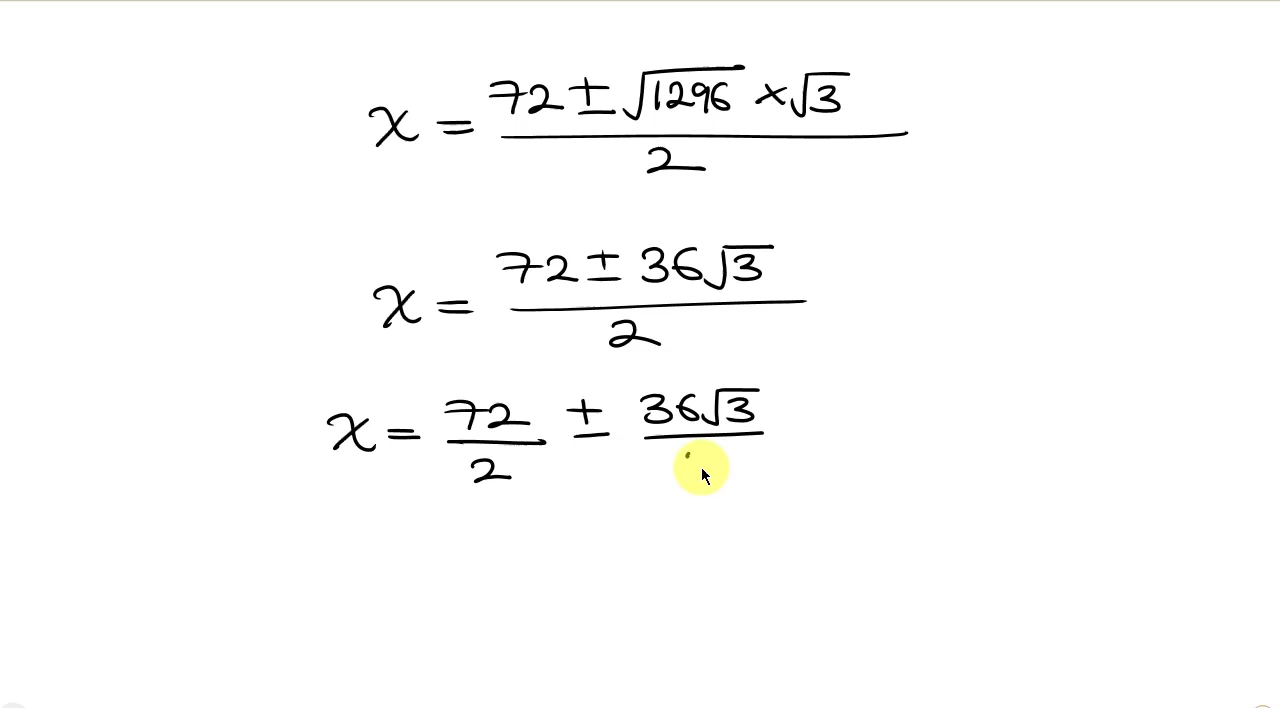 x = (72 ± √1296 × √3) / 2
x = (72 ± 36√3) / 2
x = 72/2 ± 36√3/